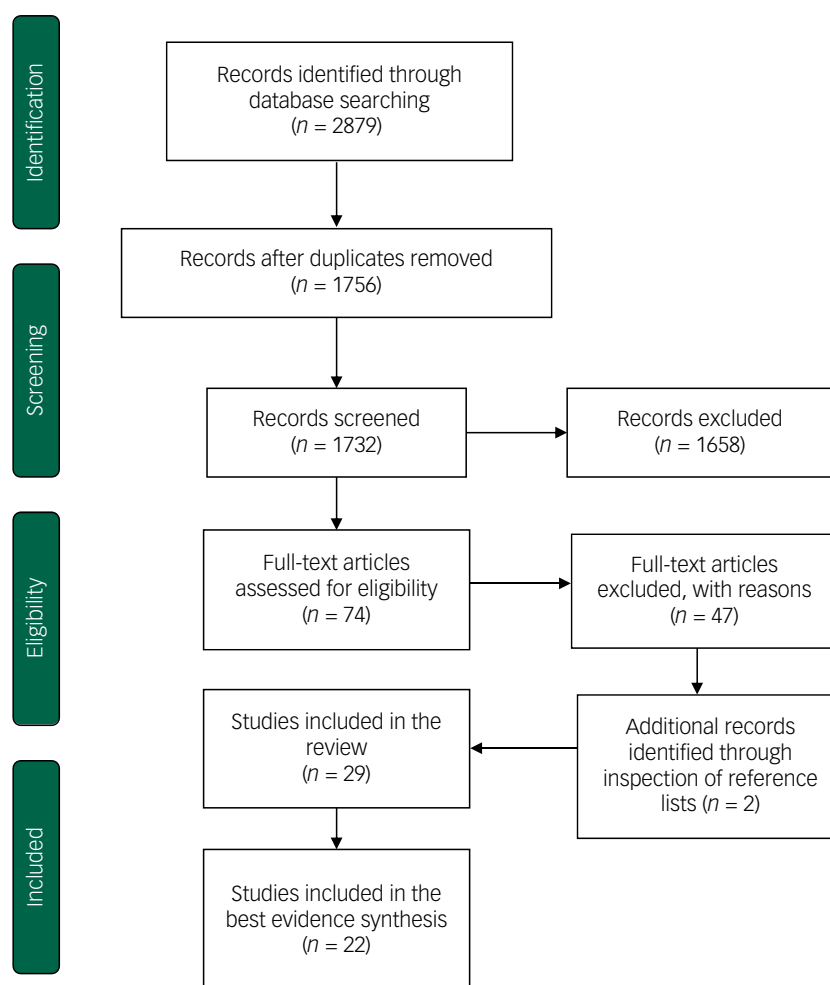 Identification
Records identified through
database searching
(n = 2879)
Records after duplicates removed
(n = 1756)
Screening
Records screened
(n = 1732)
Records excluded
(n = 1658)
Eligibility
Full-text articles
assessed for eligibility
(n = 74)
Full-text articles
excluded, with reasons
(n = 47)
Additional records
identified through
inspection of reference
lists (n = 2)
Studies included in the
review
(n = 29)
Included
Studies included in the
best evidence synthesis
(n = 22)